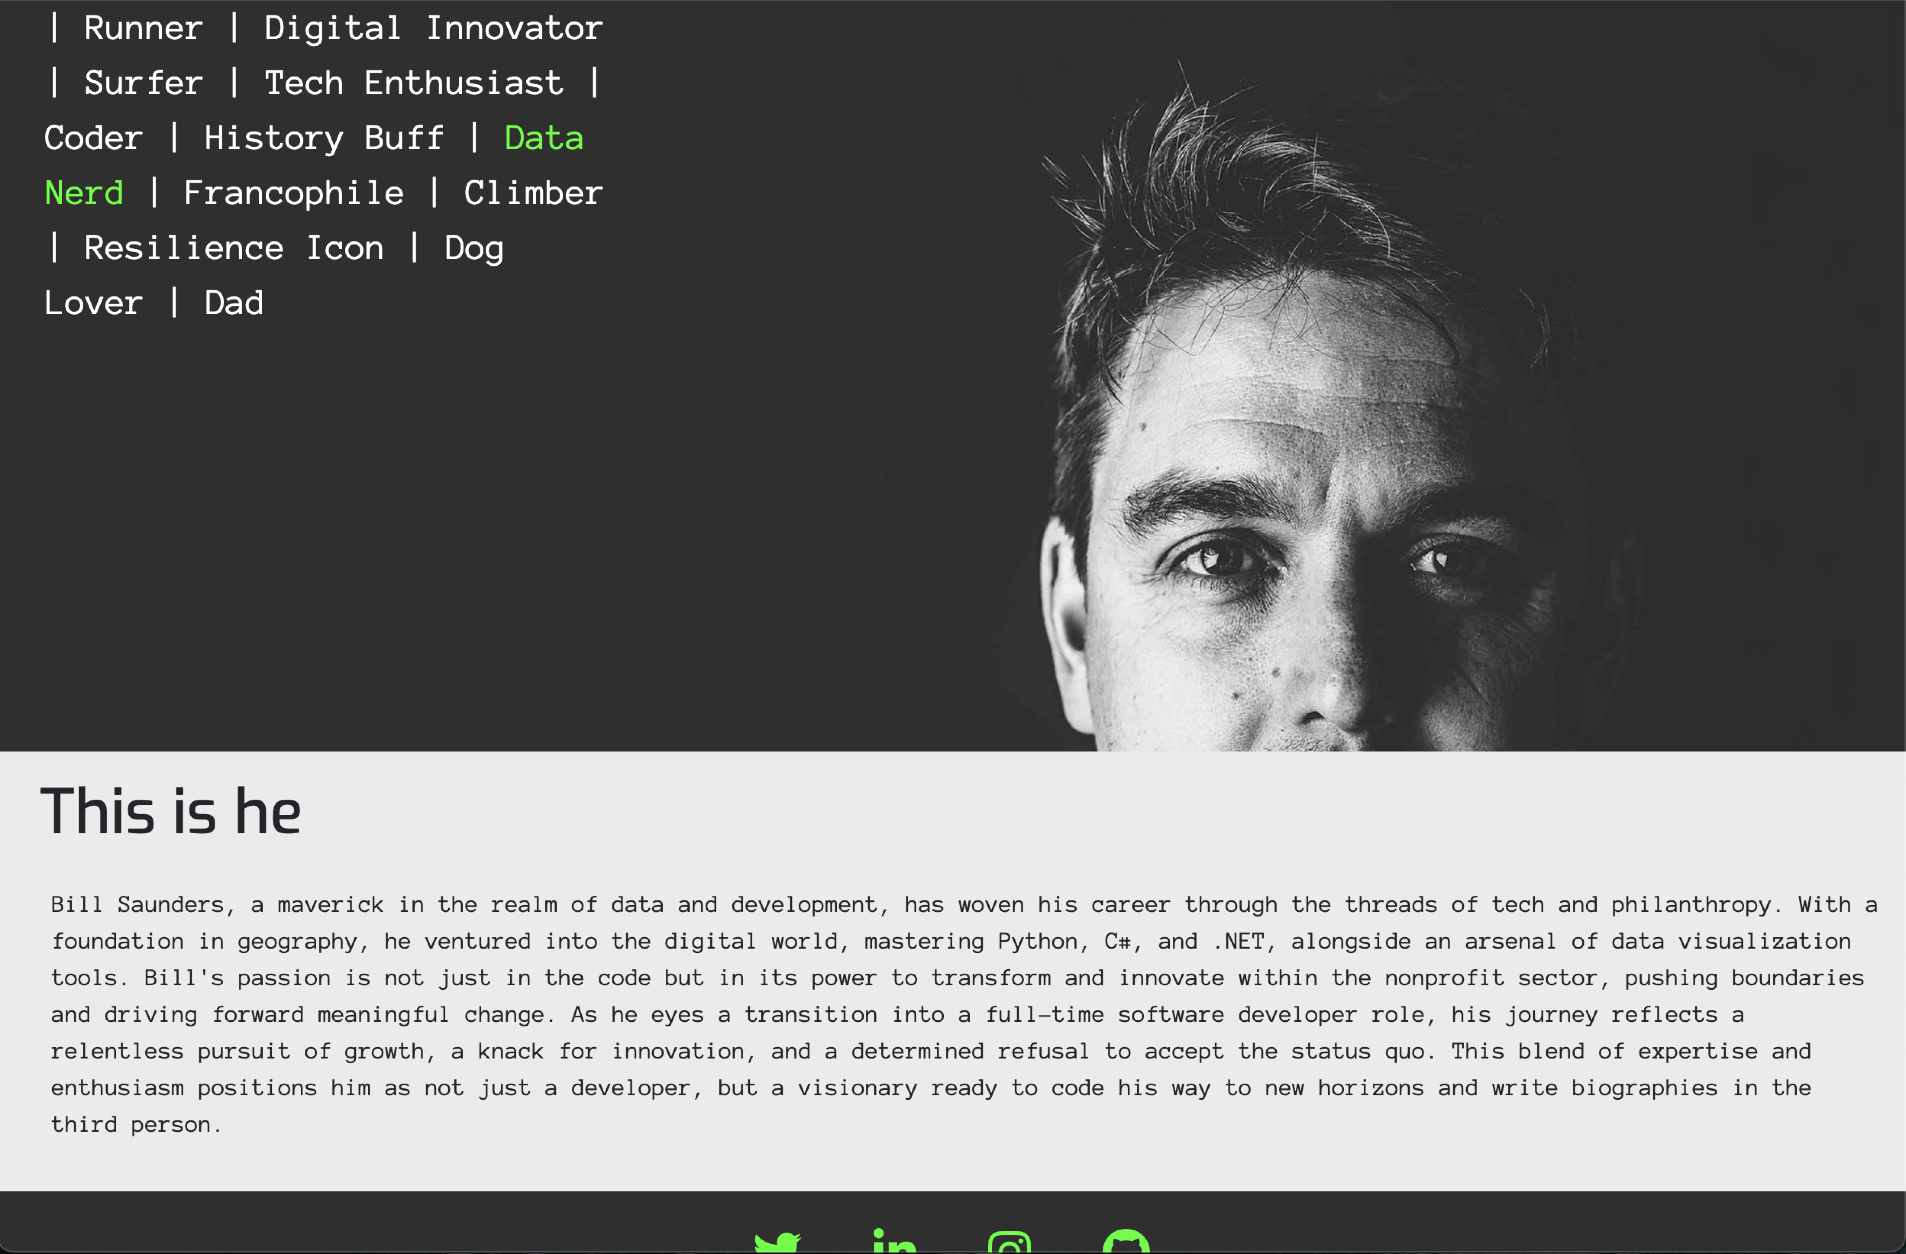 | Runner | Digital Innovator
| Surfer | Tech Enthusiast |
Coder | History Buff | Data
Nerd | Francophile | Climber
| Resilience Icon | Dog
Lover | Dad
This is he
Bill Saunders, a maverick in the realm of data and development, has woven his career through the threads of tech and philanthropy. With a
foundation in geography, he ventured into the digital world, mastering Python, C#, and .NET, alongside an arsenal of data visualization
tools. Bill's passion is not just in the code but in its power to transform and innovate within the nonprofit sector, pushing boundaries
and driving forward meaningful change. As he eyes a transition into a full-time software developer role, his journey reflects a
relentless pursuit of growth, a knack for innovation, and a determined refusal to accept the status quo. This blend of expertise and
enthusiasm positions him as not just a developer, but a visionary ready to code his way to new horizons and write biographies in the
third person.
in